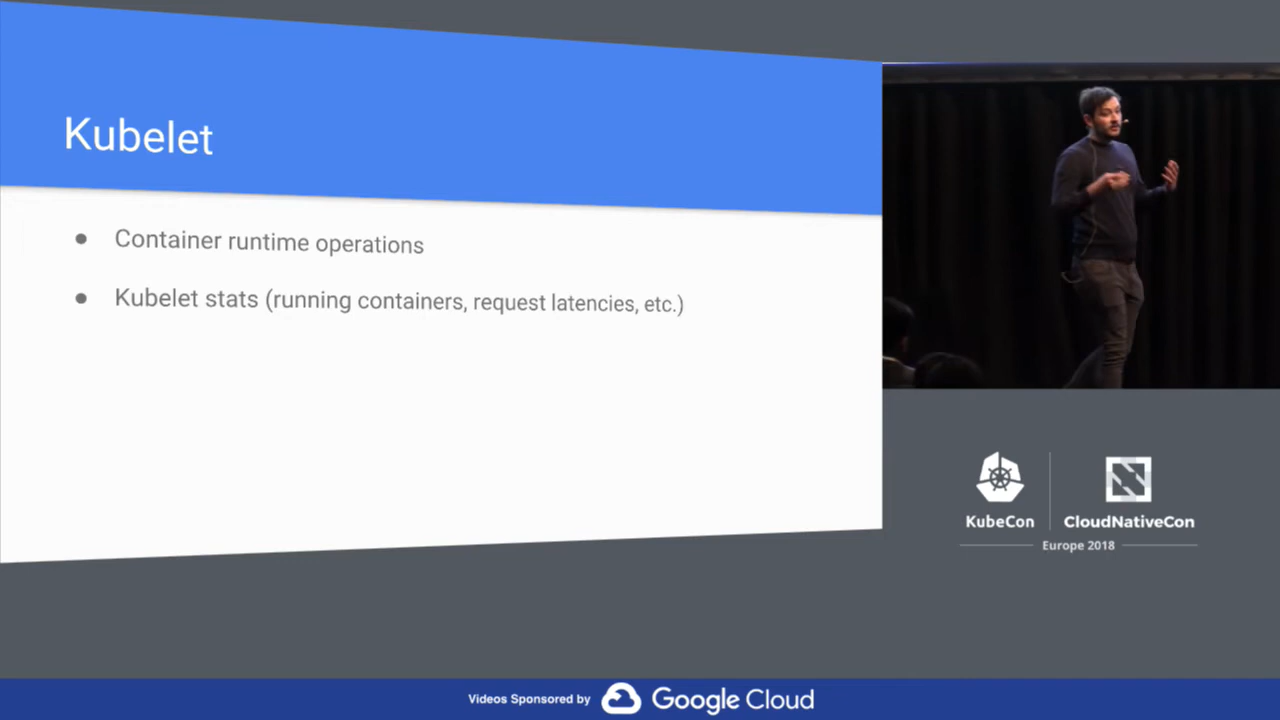 Kubelet
Container runtime operations
Kubelet stats (running containers, request latencies, etc.)
KubeCon
CloudNativeCon
Europe 2018
Videos Sponsored by Google Cloud